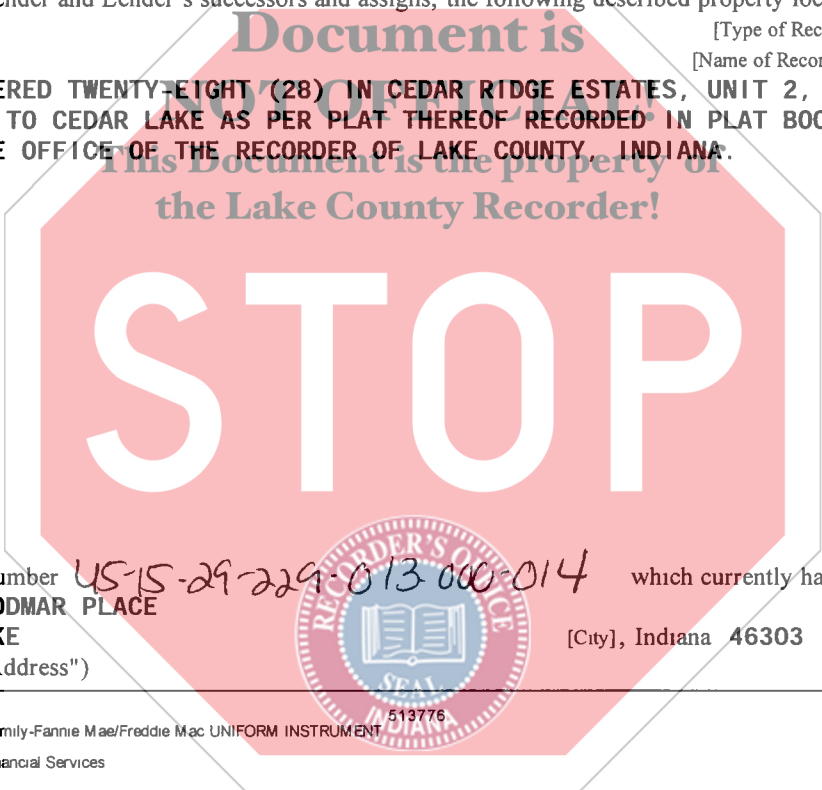 ender and Lender's successors and assigns, the following described property loc
Document is
[Type of Rec
[Name of Recor
NOT OFFICIAL!
ERED TWENTY-EIGHT (28) IN CEDAR RIDGE ESTATES, UNIT 2,
TO CEDAR LAKE AS PER PLAT THEREOF RECORDED IN PLAT BOO
E OFFICE OF THE RECORDER OF LAKE COUNTY, INDIANA.
This Document is the property of
the Lake County Recorder!
STOP
umber 45-15-29-229-013.000-014 which currently ha
ODMAR PLACE
KE [City], Indiana 46303
ddress")
RECORDER'S OFFICE
SEAL
INDIANA
513776
mily-Fannie Mae/Freddie Mac UNIFORM INSTRUMENT
nancial Services